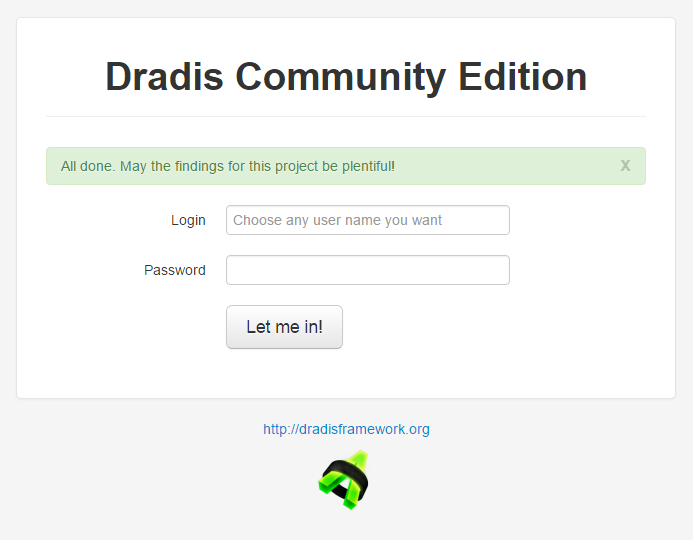 Dradis Community Edition
All done. May the findings for this project be plentiful! x
Login Choose any user name you want
Password
Let me in!
http://dradisframework.org